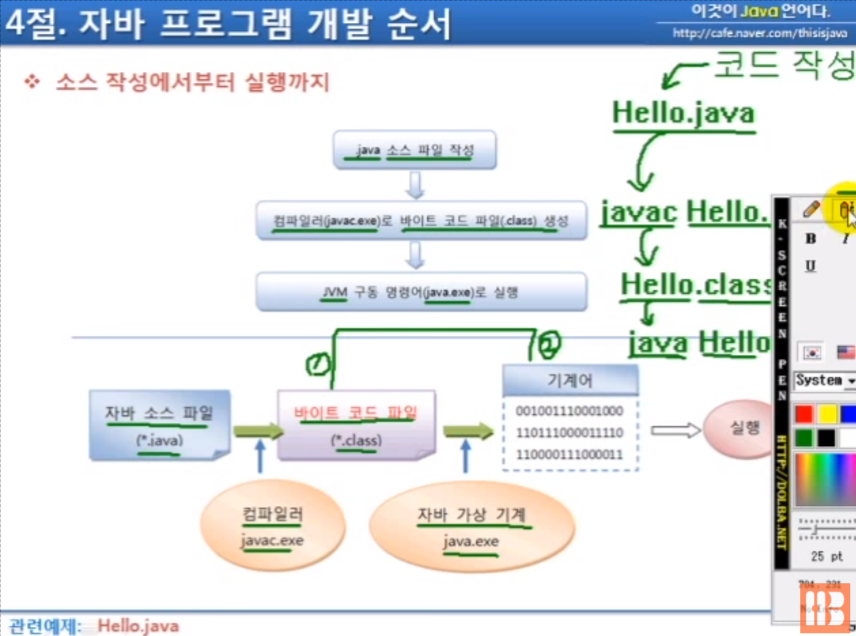 4절. 자바 프로그램 개발 순서
이것이 Java 언어다.
http://cafe.naver.com/thisisjava
❖ 소스 작성에서부터 실행까지
코드 작성
Hello.java
.java 소스 파일 작성
컴파일러(javac.exe)로 바이트 코드 파일(.class) 생성
javac Hello.
JVM 구동 명령어(java.exe)로 실행
Hello.class
java Hello
① ②
자바 소스 파일
(*.java)
바이트 코드 파일
(*.class)
기계어
001001110001000
110111000011110
110000111000011
실행
컴파일러
javac.exe
자바 가상 기계
java.exe
관련예제: Hello.java
K-SCREEN PEN HTTP://DOLBA.NET
B I
U
System
25 pt